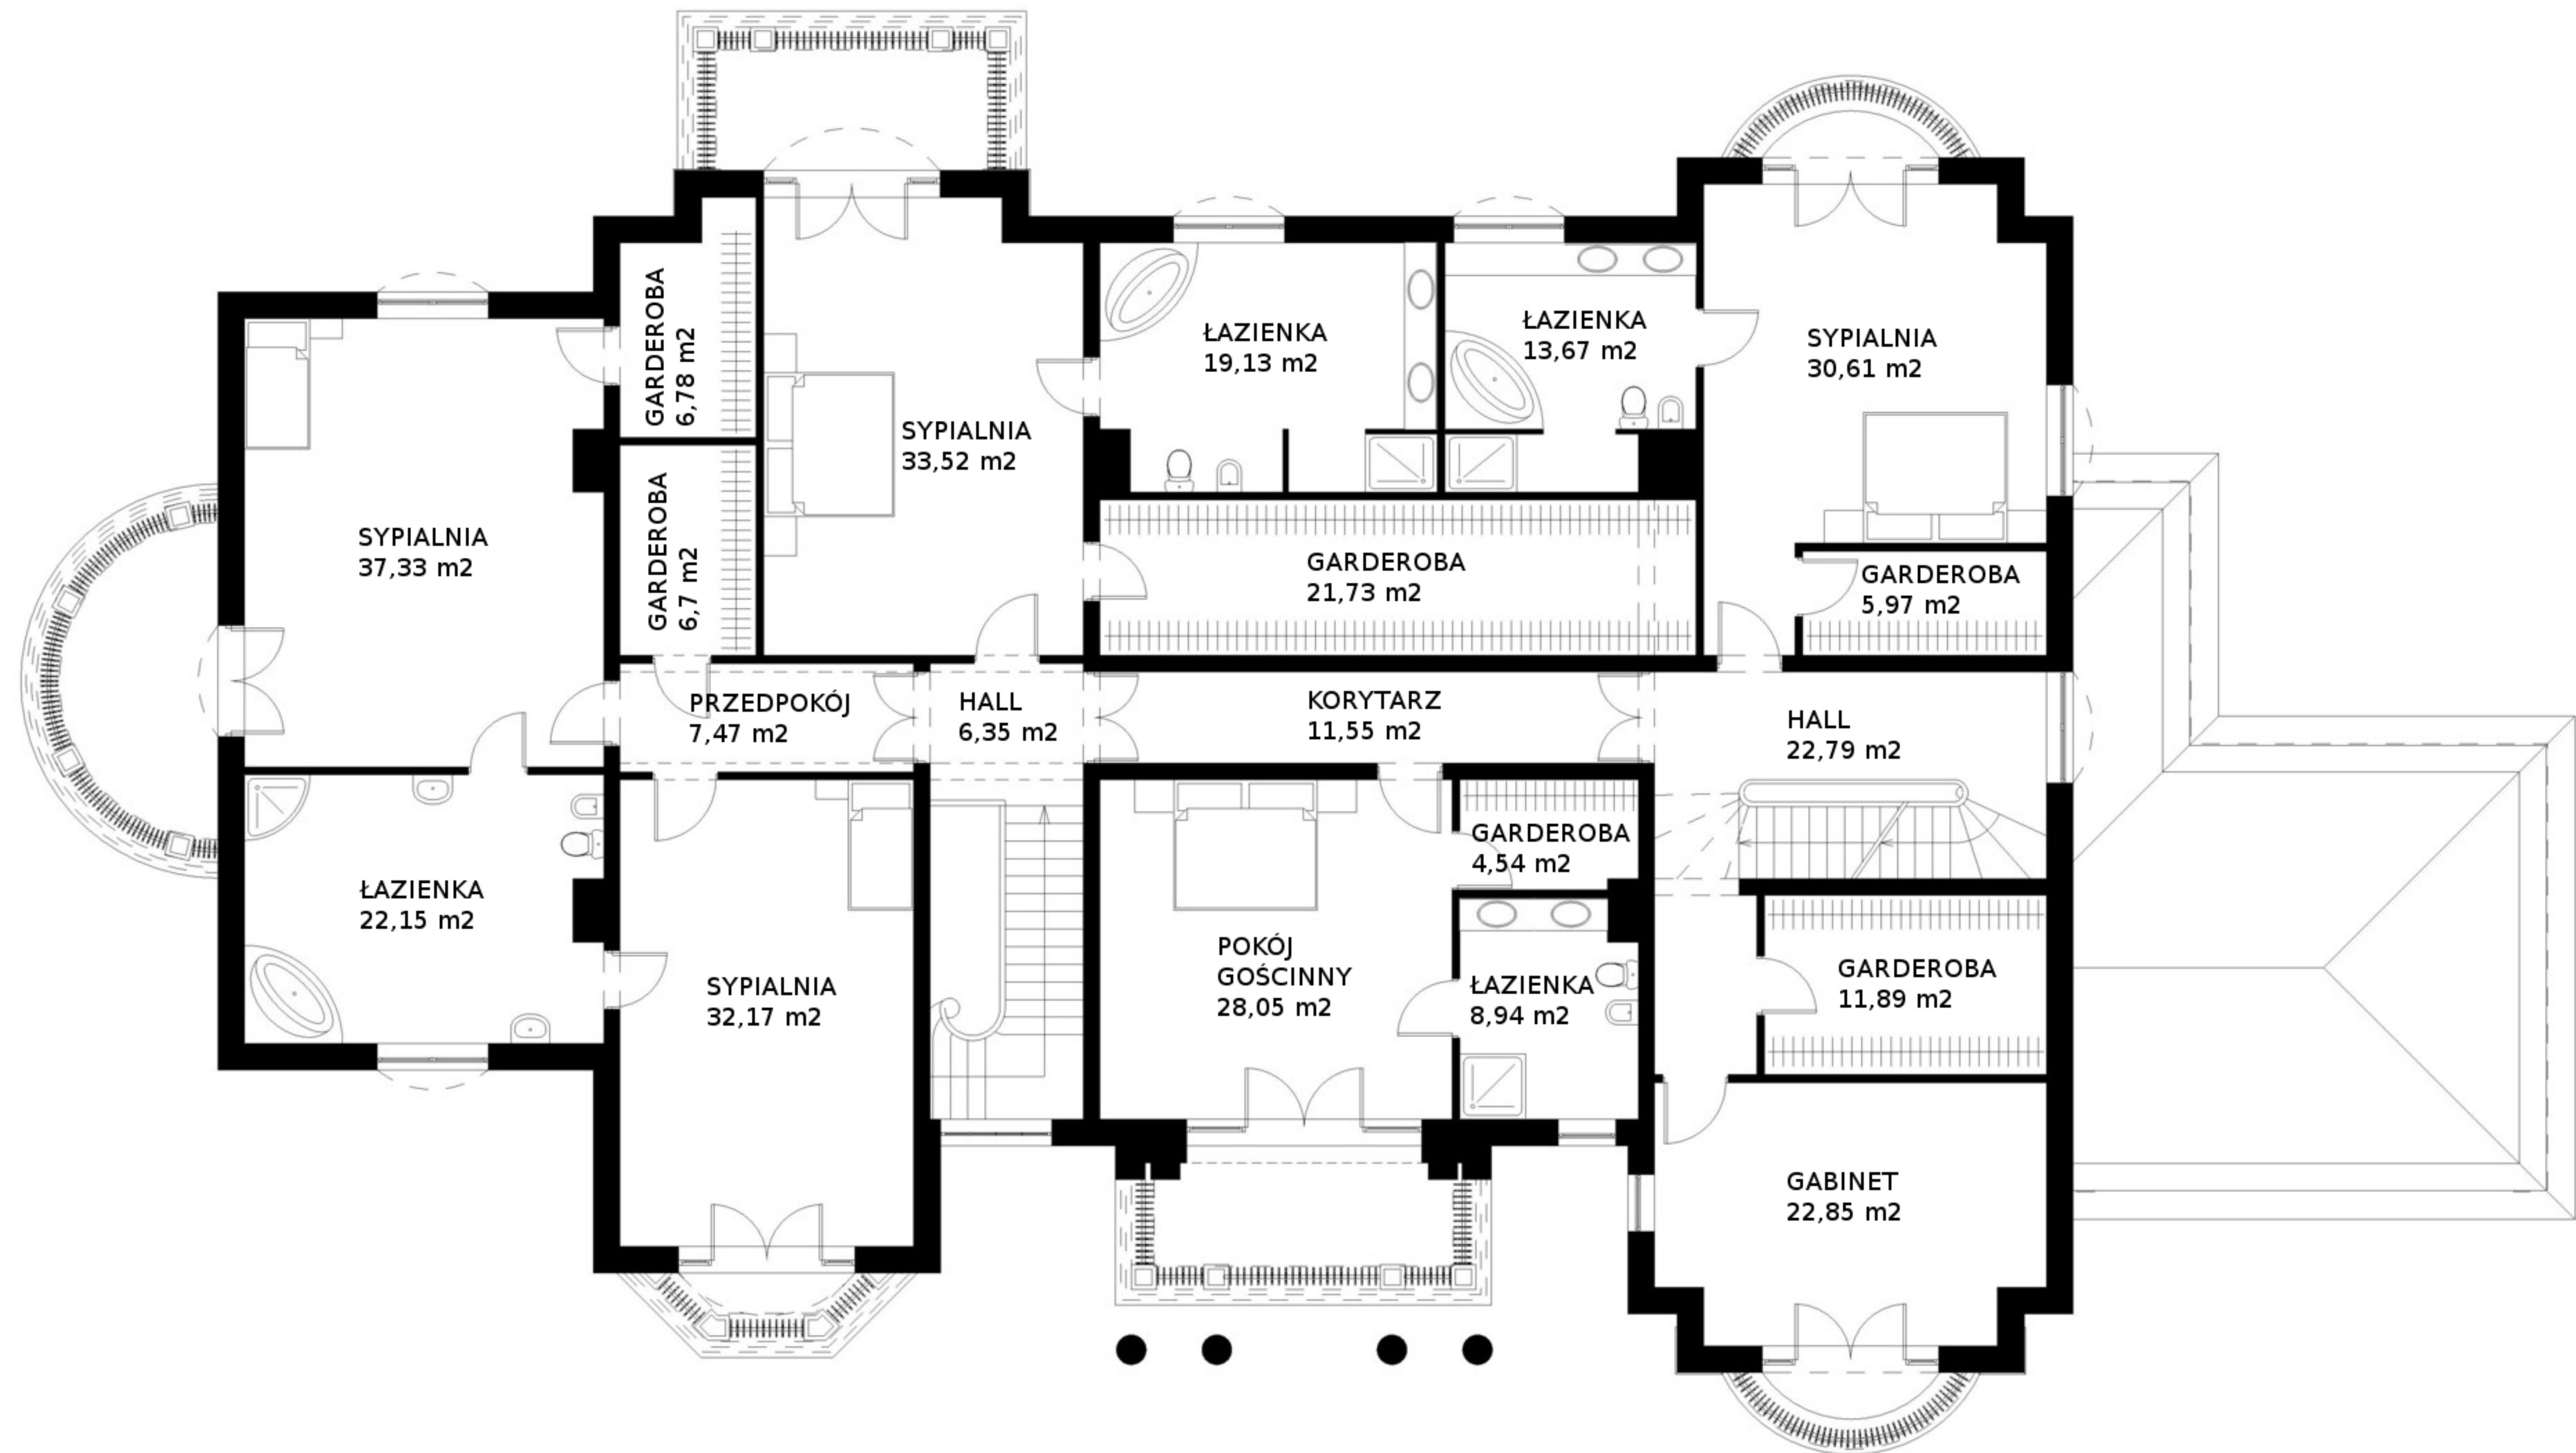 GARDEROBA
6,78 m2
ŁAZIENKA
19,13 m2
ŁAZIENKA
13,67 m2
SYPIALNIA
30,61 m2
SYPIALNIA
33,52 m2
SYPIALNIA
37,33 m2
GARDEROBA
6,7 m2
GARDEROBA
21,73 m2
GARDEROBA
5,97 m2
PRZEDPOKÓJ
7,47 m2
HALL
6,35 m2
KORYTARZ
11,55 m2
HALL
22,79 m2
GARDEROBA
4,54 m2
ŁAZIENKA
22,15 m2
SYPIALNIA
32,17 m2
POKÓJ
GOŚCINNY
28,05 m2
ŁAZIENKA
8,94 m2
GARDEROBA
11,89 m2
GABINET
22,85 m2